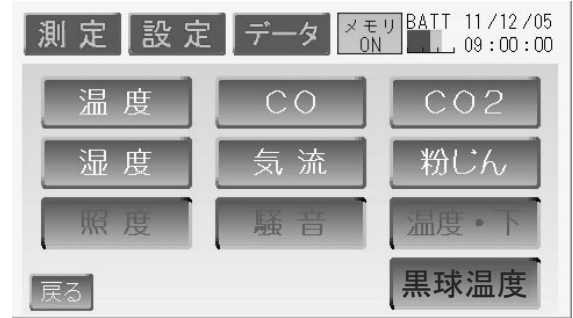 測定 設定 データ メモリ ON BATT 11/12/05 09:00:00
温度 CO CO2
湿度 気流 粉じん
照度 騒音 温度・下
戻る 黒球温度